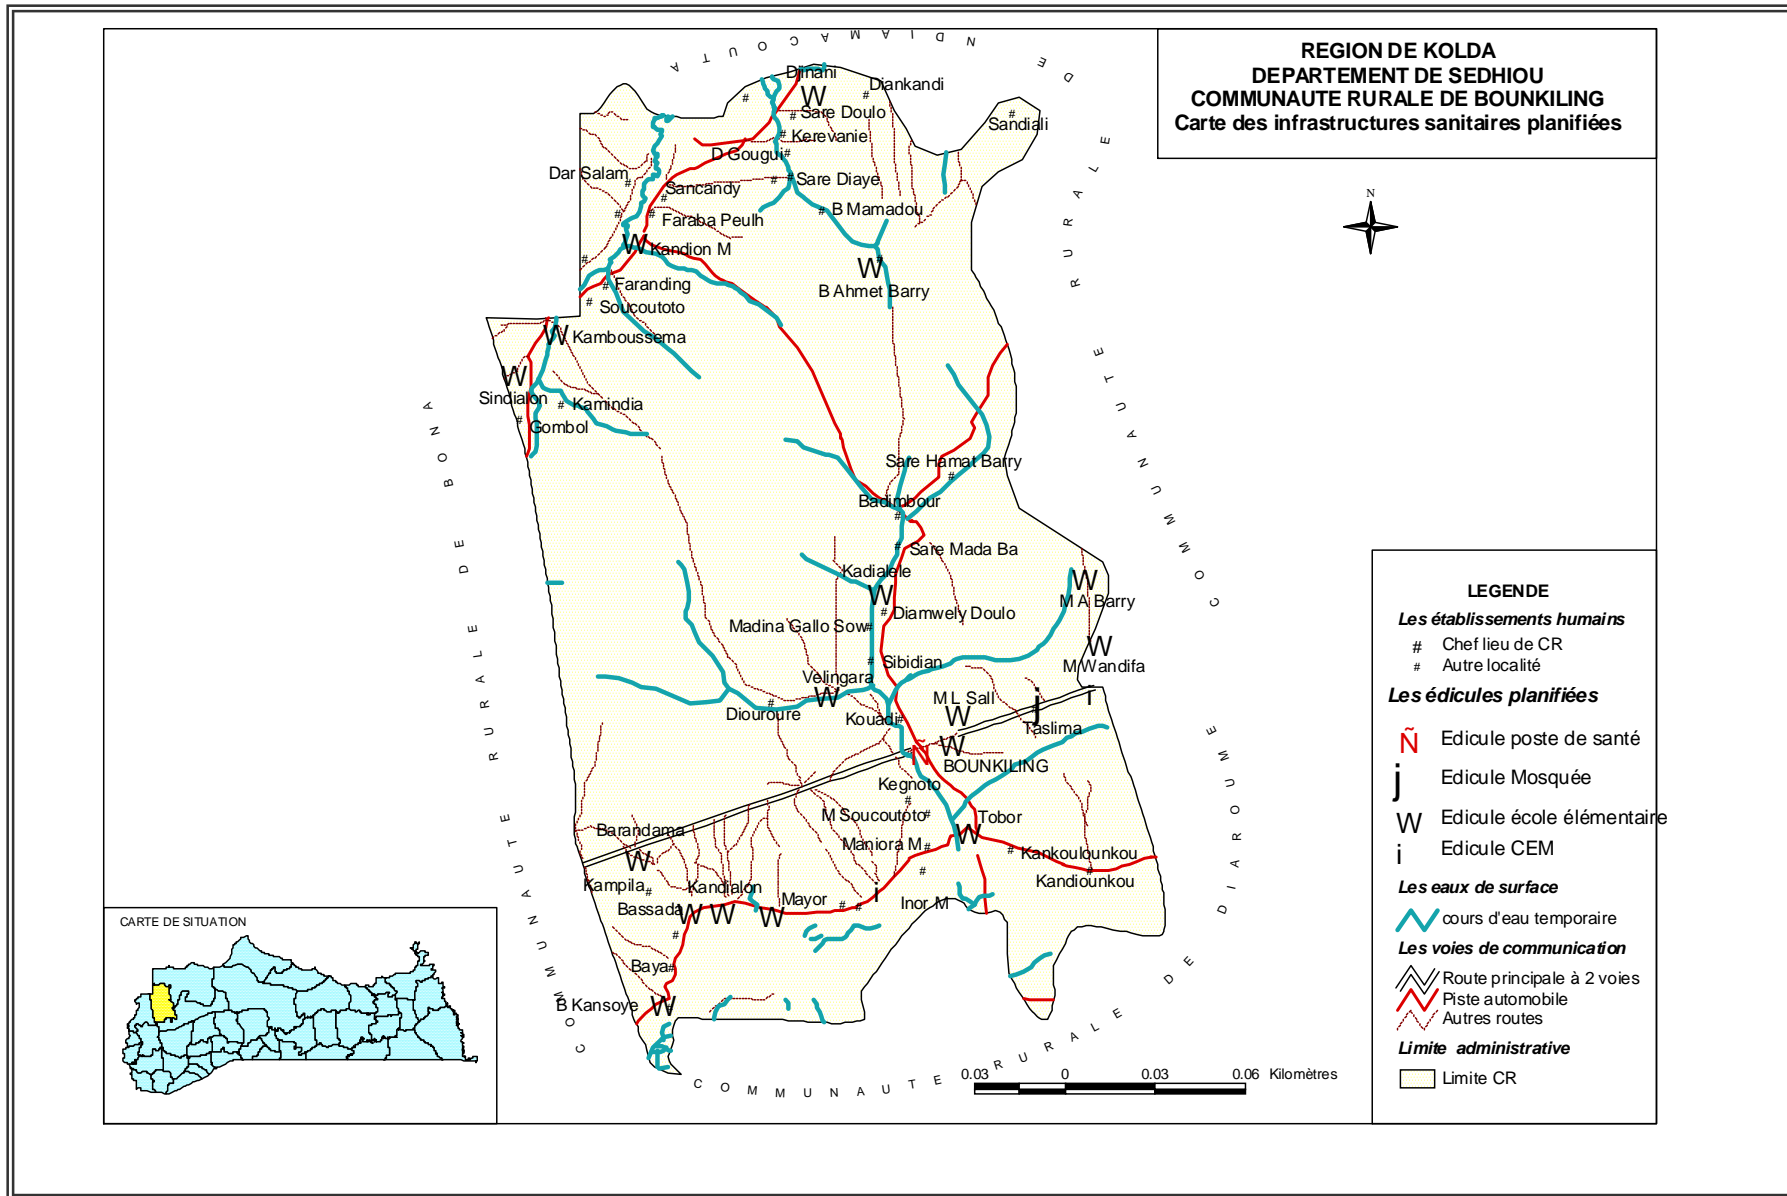 REGION DE KOLDA
DEPARTEMENT DE SEDHIOU
COMMUNAUTE RURALE DE BOUNKILING
Carte des infrastructures sanitaires planifiées
N
COMMUNAUTE RURALE DE NDIAMACOUTA
COMMUNAUTE RURALE DE BONA
COMMUNAUTE RURALE DE DIAROUME
Djinani
Diankandi
W
Sare Doulo
Sandiali
Kerevanie
D Gougui
Dar Salam
Sare Diaye
Sancandy
B Mamadou
Faraba Peulh
W
Kandion M
W
Faranding
B Ahmet Barry
Soucoutoto
W
Kamboussema
W
Sindialon
Kamindia
Gombol
Sare Hamat Barry
Badimbour
Sare Mada Ba
Kadialele
W
W
M A Barry
Diamwely Doulo
Madina Gallo Sow
W
Sibidian
M Wandifa
Velingara
W
M L Sall
j
i
Diouroure
Kouadi
W
Taslima
Ñ
W
BOUNKILING
Kegnoto
M Soucoutoto
Tobor
Barandama
W
Maniora M
W
Kankoulounkou
Kampila
Kandialon
Mayor
i
Inor M
Kandiounkou
Bassada
W
W
W
Baya
B Kansoye
W
0.03 0 0.03 0.06 Kilomètres
CARTE DE SITUATION
LEGENDE
Les établissements humains
# Chef lieu de CR
# Autre localité
Les édicules planifiées
Ñ Edicule poste de santé
j Edicule Mosquée
W Edicule école élémentaire
i Edicule CEM
Les eaux de surface
cours d'eau temporaire
Les voies de communication
Route principale à 2 voies
Piste automobile
Autres routes
Limite administrative
Limite CR